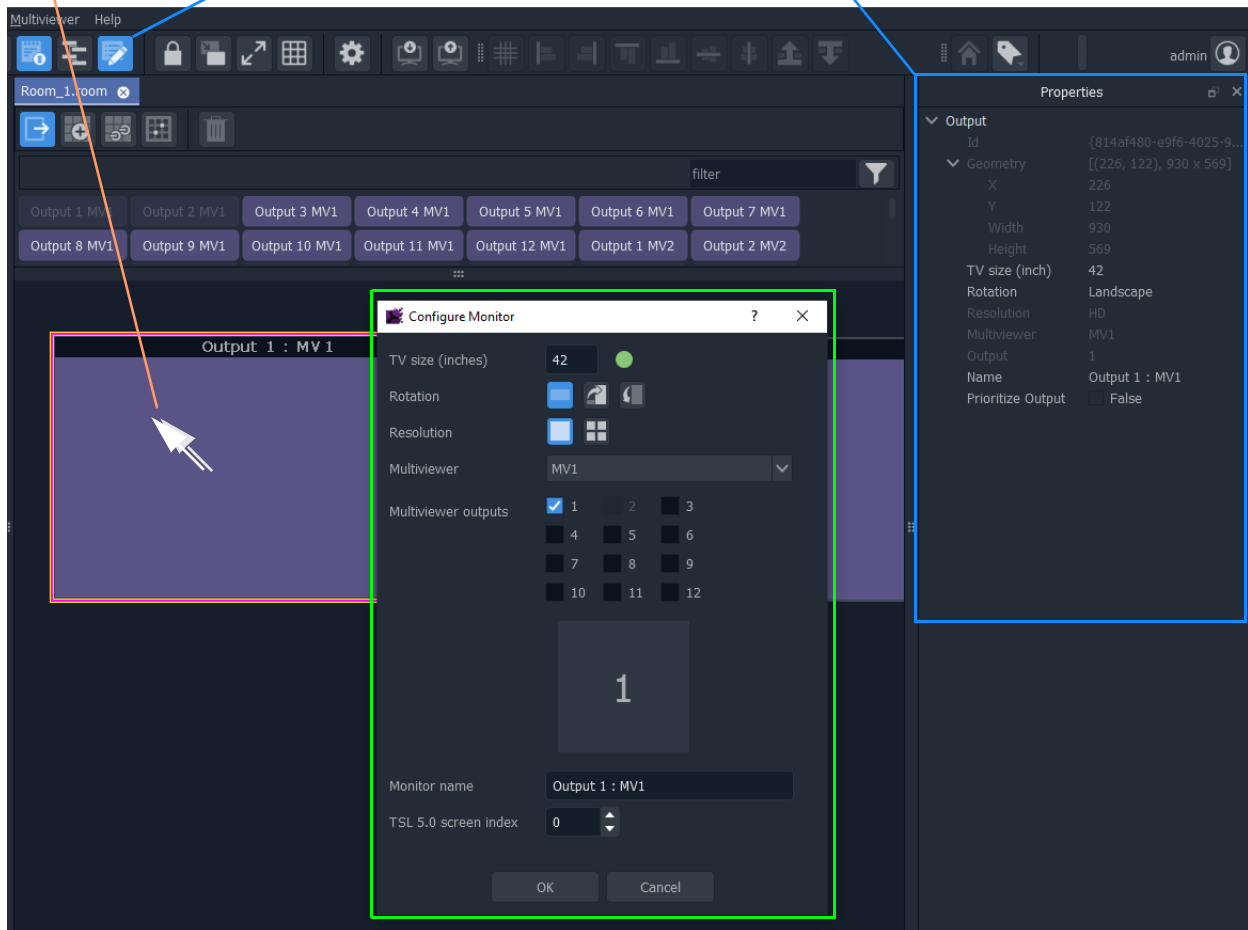 Multiviewer Help
admin
Room_1.room
Properties
Output
Id {814af480-e9f6-4025-9...
Geometry [(226, 122), 930 x 569]
X 226
Y 122
Width 930
Height 569
TV size (inch) 42
Rotation Landscape
Resolution HD
Multiviewer MV1
Output 1
Name Output 1 : MV1
Prioritize Output False
filter
Output 1 MV1 Output 2 MV1 Output 3 MV1 Output 4 MV1 Output 5 MV1 Output 6 MV1 Output 7 MV1
Output 8 MV1 Output 9 MV1 Output 10 MV1 Output 11 MV1 Output 12 MV1 Output 1 MV2 Output 2 MV2
Output 1 : MV 1
Configure Monitor ?
TV size (inches) 42
Rotation
Resolution
Multiviewer MV1
Multiviewer outputs 1 2 3
4 5 6
7 8 9
10 11 12
1
Monitor name Output 1 : MV1
TSL 5.0 screen index 0
OK Cancel